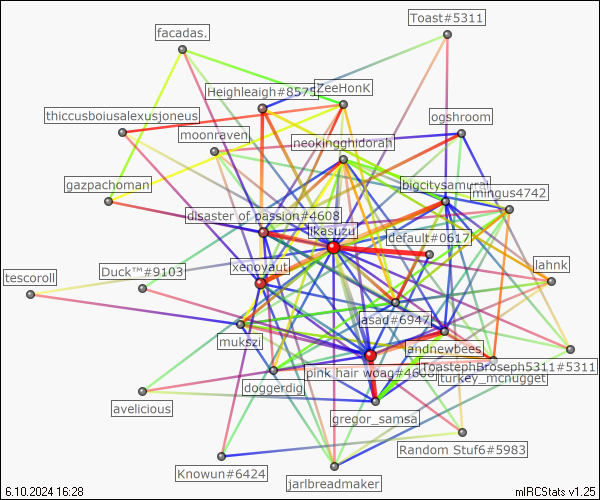 Toast#5311
facadas.
Heighleaigh#8575
ZeeHonK
thiccusboiusalexusjoneus
ogshroom
moonraven
neokingghidorah
gazpachoman
bigcitysamurai
mingus4742
disaster of passion#4608
lkasuzu
default#0617
xenovaut
lahnk
tescoroll
Duck™#9103
asad#6947
mukszi
landnewbees
pink hair woag#4608
ToastephBroseph5311#5311
doggerdig
turkey_mcnugget
avelicious
gregor_samsa
Random Stuf6#5983
Knowun#6424
jarlbreadmaker
6.10.2024 16:28
mIRCStats v1.25